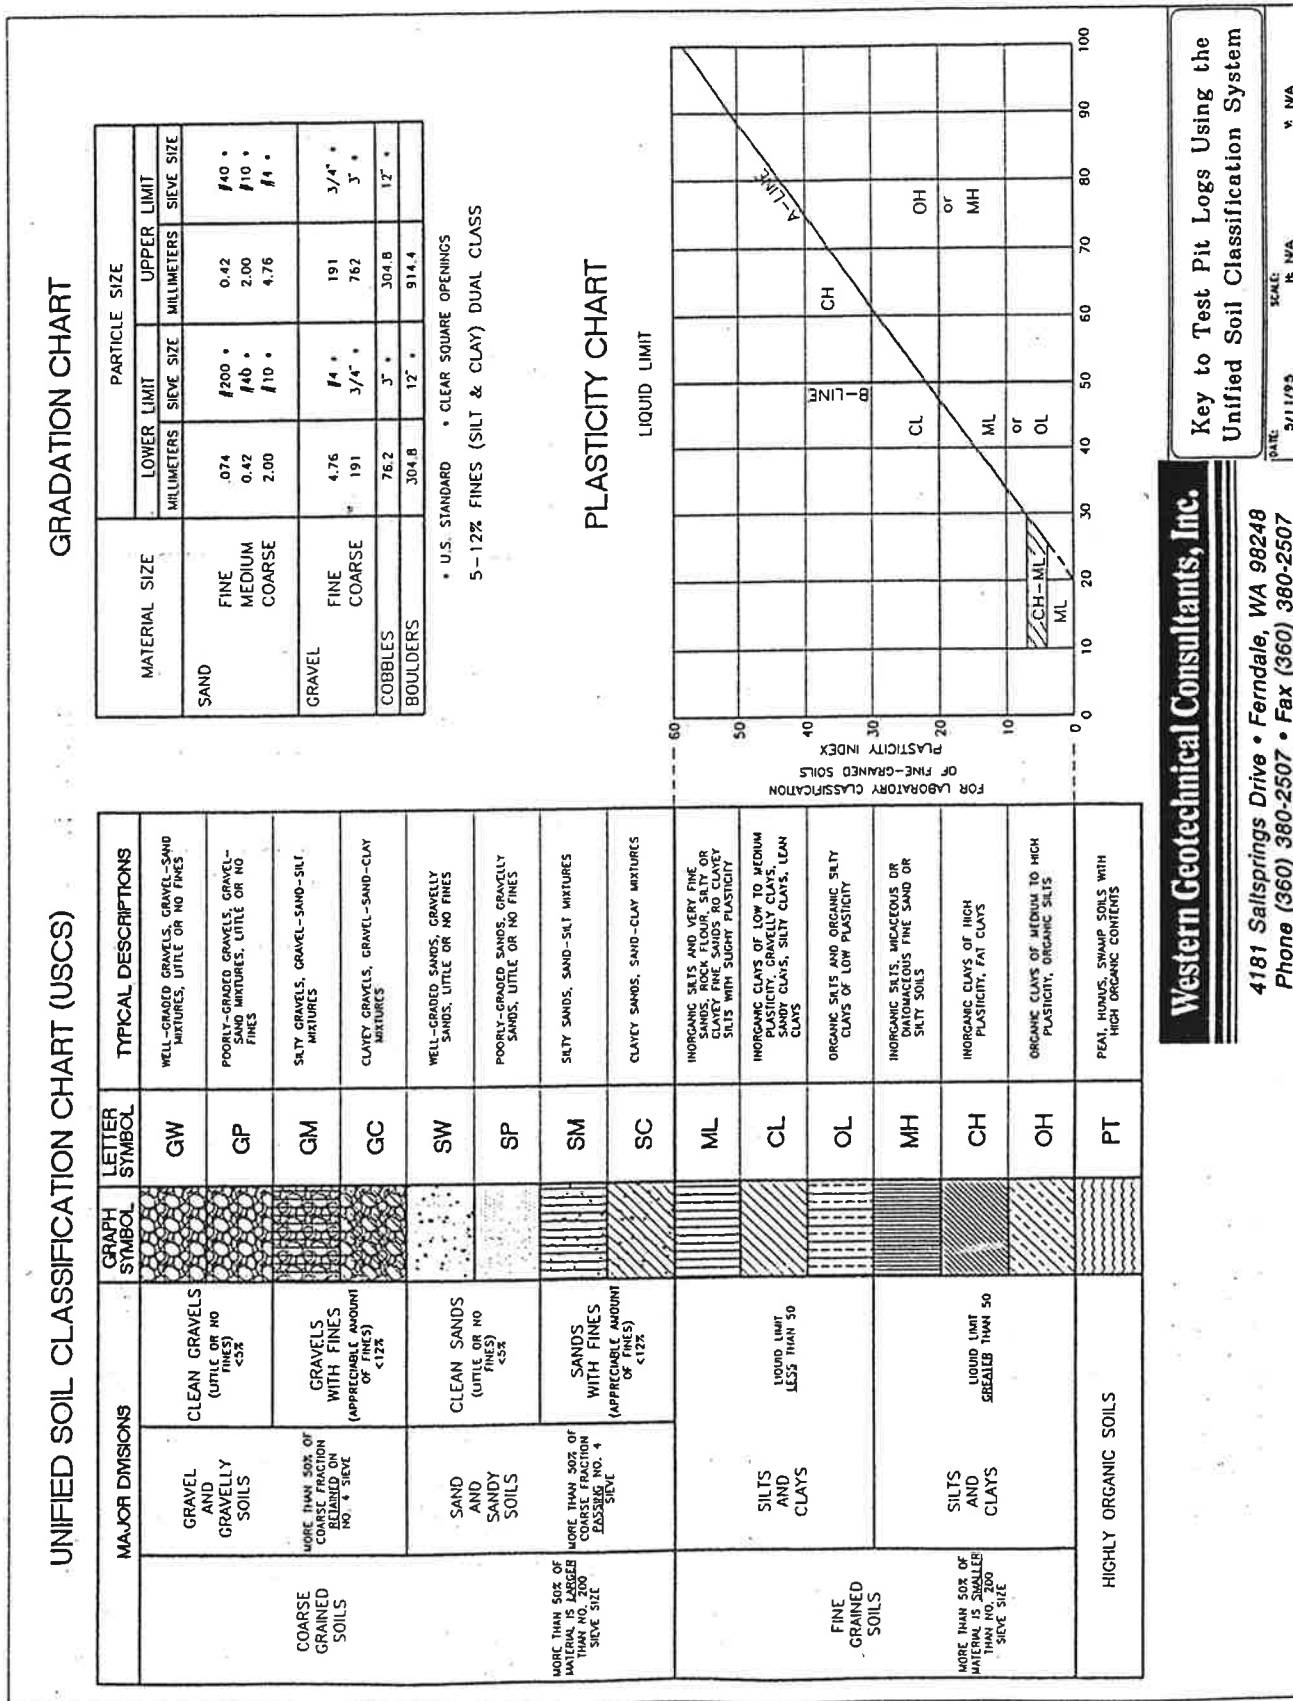 UNIFIED SOIL CLASSIFICATION CHART (USCS)
MAJOR DIVISIONS
GRAPH
SYMBOL
LETTER
SYMBOL
TYPICAL DESCRIPTIONS
COARSE
GRAINED
SOILS
MORE THAN 50% OF
MATERIAL IS LARGER
THAN NO. 200
SIEVE SIZE
GRAVEL
AND
GRAVELLY
SOILS
MORE THAN 50% OF
COARSE FRACTION
RETAINED ON
NO. 4 SIEVE
CLEAN GRAVELS
(LITTLE OR NO
FINES)
<5%
GW
WELL-GRADED GRAVELS, GRAVEL-SAND
MIXTURES, LITTLE OR NO FINES
GP
POORLY-GRADED GRAVELS, GRAVEL-
SAND MIXTURES, LITTLE OR NO
FINES
GRAVELS
WITH FINES
(APPRECIABLE AMOUNT
OF FINES)
<12%
GM
SILTY GRAVELS, GRAVEL-SAND-SILT
MIXTURES
GC
CLAYEY GRAVELS, GRAVEL-SAND-CLAY
MIXTURES
SAND
AND
SANDY
SOILS
MORE THAN 50% OF
COARSE FRACTION
PASSING NO. 4
SIEVE
CLEAN SANDS
(LITTLE OR NO
FINES)
<5%
SW
WELL-GRADED SANDS, GRAVELLY
SANDS, LITTLE OR NO FINES
SP
POORLY-GRADED SANDS, GRAVELLY
SANDS, LITTLE OR NO FINES
SANDS
WITH FINES
(APPRECIABLE AMOUNT
OF FINES)
<12%
SM
SILTY SANDS, SAND-SILT MIXTURES
SC
CLAYEY SANDS, SAND-CLAY MIXTURES
FINE
GRAINED
SOILS
MORE THAN 50% OF
MATERIAL IS SMALLER
THAN NO. 200
SIEVE SIZE
SILTS
AND
CLAYS
LIQUID LIMIT
LESS THAN 50
ML
INORGANIC SILTS AND VERY FINE
SANDS, ROCK FLOUR, SILTY OR
CLAYEY FINE SANDS RO CLAYEY
SILTS WITH SLIGHY PLASTICITY
CL
INORGANIC CLAYS OF LOW TO MEDIUM
PLASTICITY, GRAVELLY CLAYS,
SANDY CLAYS, SILTY CLAYS, LEAN
CLAYS
OL
ORGANIC SILTS AND ORGANIC SILTY
CLAYS OF LOW PLASTICITY
SILTS
AND
CLAYS
LIQUID LIMIT
GREATER THAN 50
MH
INORGANIC SILTS, MICACEOUS OR
DIATOMACEOUS FINE SAND OR
SILTY SOILS
CH
INORGANIC CLAYS OF HIGH
PLASTICITY, FAT CLAYS
OH
ORGANIC CLAYS OF MEDIUM TO HIGH
PLASTICITY, ORGANIC SILTS
HIGHLY ORGANIC SOILS
PT
PEAT, HUMUS, SWAMP SOILS WITH
HIGH ORGANIC CONTENTS
GRADATION CHART
MATERIAL SIZE
PARTICLE SIZE
LOWER LIMIT
UPPER LIMIT
MILLIMETERS SIEVE SIZE MILLIMETERS SIEVE SIZE
SAND
FINE .074 #200 * 0.42 #40 *
MEDIUM 0.42 #40 * 2.00 #10 *
COARSE 2.00 #10 * 4.76 #4 *
GRAVEL
FINE 4.76 #4 * 191 3/4" *
COARSE 191 3/4" * 762 3" *
COBBLES 76.2 3" * 304.8 12" *
BOULDERS 304.8 12" * 914.4
* U.S. STANDARD * CLEAR SQUARE OPENINGS
5-12% FINES (SILT & CLAY) DUAL CLASS
PLASTICITY CHART
LIQUID LIMIT
FOR LABORATORY CLASSIFICATION
OF FINE-GRAINED SOILS
PLASTICITY INDEX
60
50
40
30
20
10
0
0 10 20 30 40 50 60 70 80 90 100
A-LINE
B-LINE
CH
CL
OH
or
MH
ML
or
OL
CH-ML
ML
Western Geotechnical Consultants, Inc.
4181 Saltsprings Drive • Ferndale, WA 98248
Phone (360) 380-2507 • Fax (360) 380-2507
Key to Test Pit Logs Using the
Unified Soil Classification System
DATE:
SCALE:
H: N/A
V: N/A